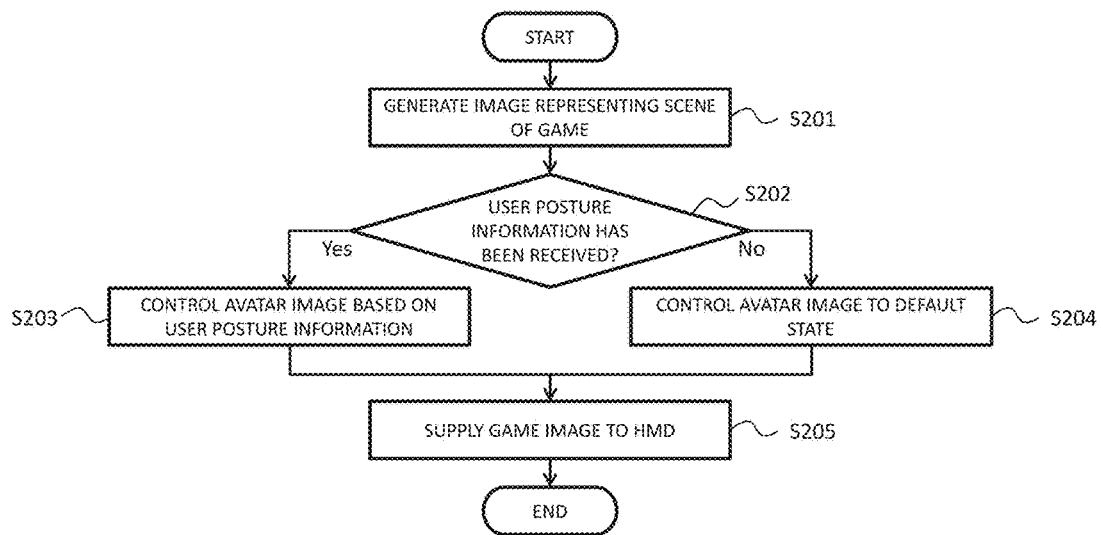 START
GENERATE IMAGE REPRESENTING SCENE
OF GAME
S201
S202
USER POSTURE
INFORMATION HAS
BEEN RECEIVED?
Yes
No
S203
CONTROL AVATAR IMAGE BASED ON
USER POSTURE INFORMATION
CONTROL AVATAR IMAGE TO DEFAULT
STATE
S204
SUPPLY GAME IMAGE TO HMD
S205
END